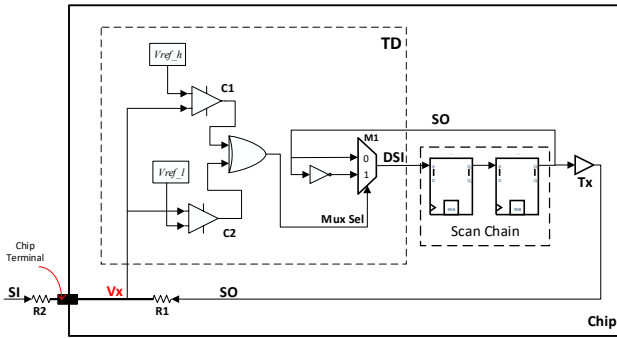 TD
Vref_h
C1
SO
M1
0
DSI
1
Tx
Vref_l
Mux Sel
C2
Scan Chain
Chip
Terminal
SI
Vx
SO
R2
R1
Chip